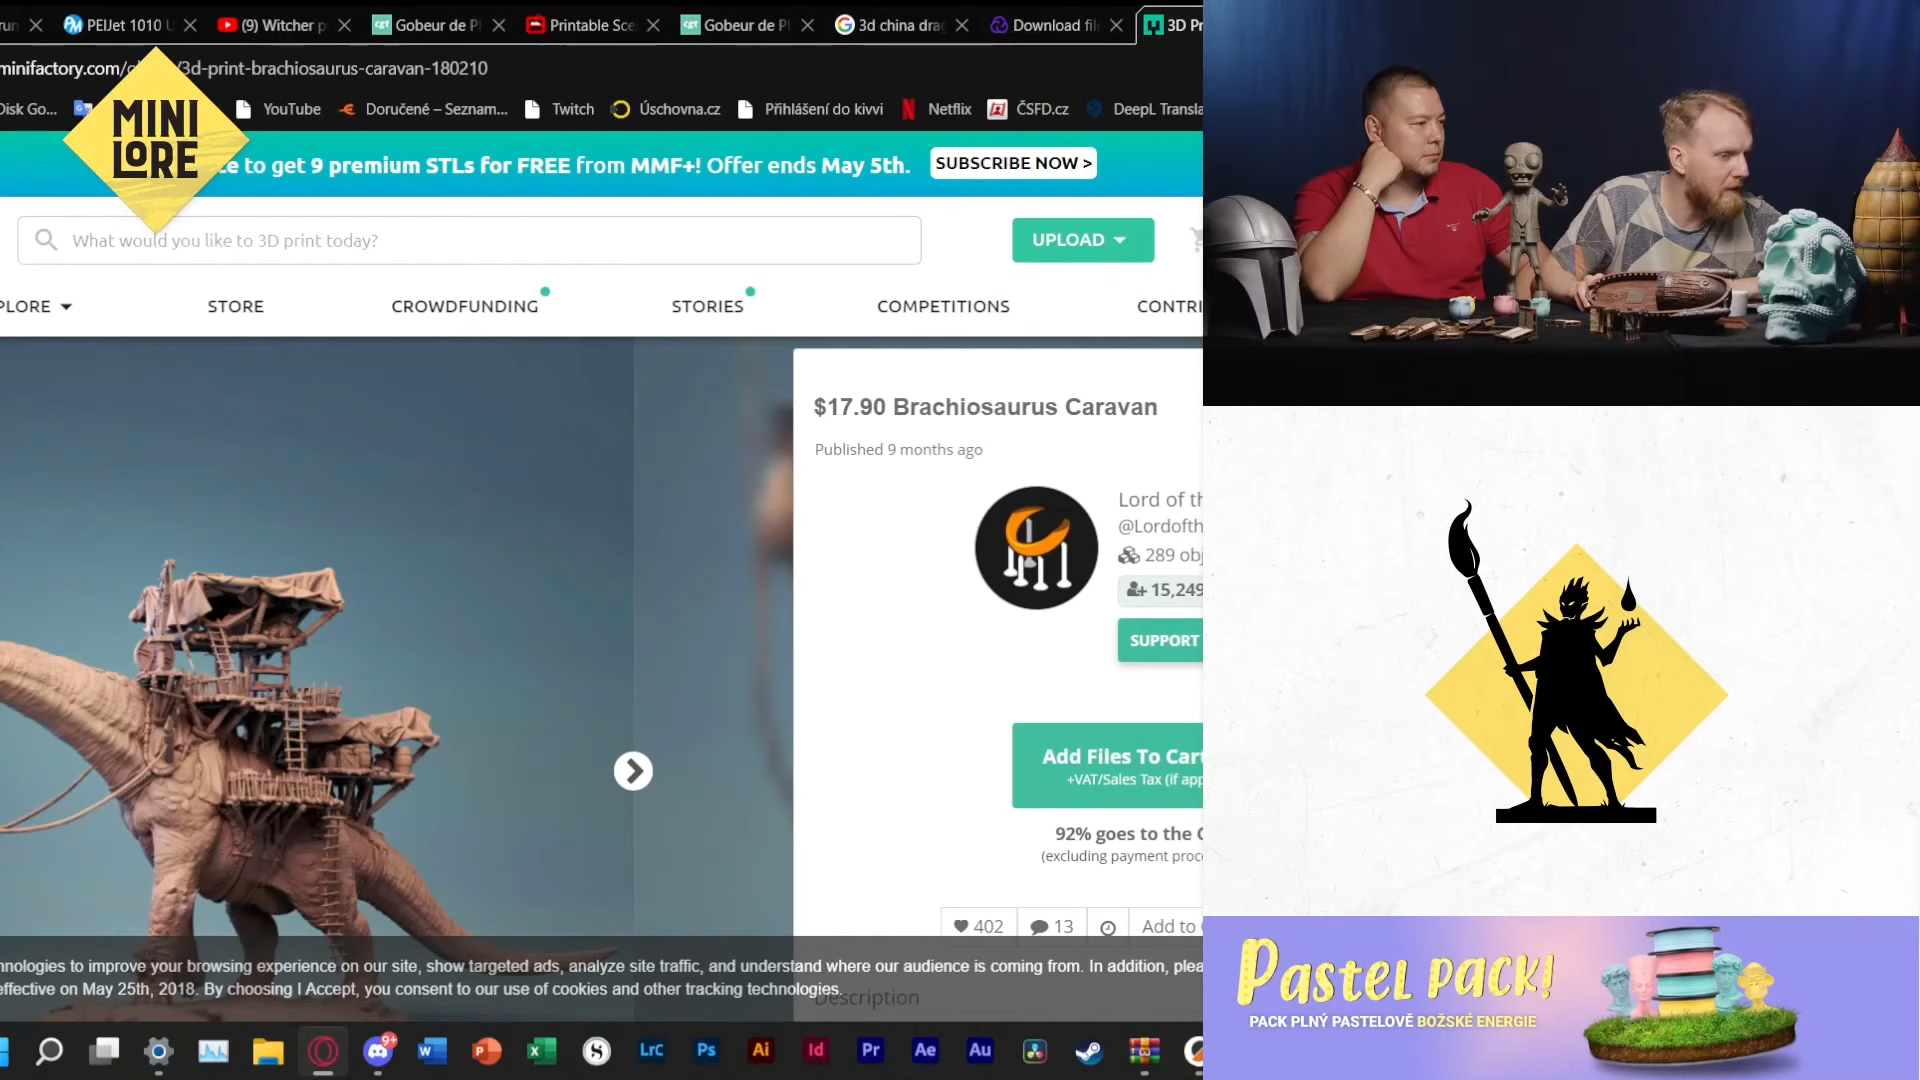 PEIJet 1010 U
(9) Witcher p
cgt Gobeur de Pl
Printable Sce
cgt Gobeur de Pl
3d china drag
Download fil
3D Pr
minifactory.com/
/3d-print-brachiosaurus-caravan-180210
Disk Go...
YouTube
Doručené – Seznam...
Twitch
Úschovna.cz
Přihlášení do kivvi
Netflix
ČSFD.cz
DeepL Transla
MINI
LORE
e to get 9 premium STLs for FREE from MMF+! Offer ends May 5th.
SUBSCRIBE NOW >
What would you like to 3D print today?
UPLOAD
PLORE
STORE
CROWDFUNDING
STORIES
COMPETITIONS
CONTRI
$17.90 Brachiosaurus Caravan
Published 9 months ago
Lord of th
@Lordofth
289 obj
15,249
SUPPORT
Add Files To Cart
+VAT/Sales Tax (if app
92% goes to the C
(excluding payment proc
402
13
Add to
hnologies to improve your browsing experience on our site, show targeted ads, analyze site traffic, and understand where our audience is coming from. In addition, plea
effective on May 25th, 2018. By choosing I Accept, you consent to our use of cookies and other tracking technologies.
Description
9+
LrC
Ps
Ai
Id
Pr
Ae
Au
Pastel pack!
PACK PLNÝ PASTELOVĚ BOŽSKÉ ENERGIE